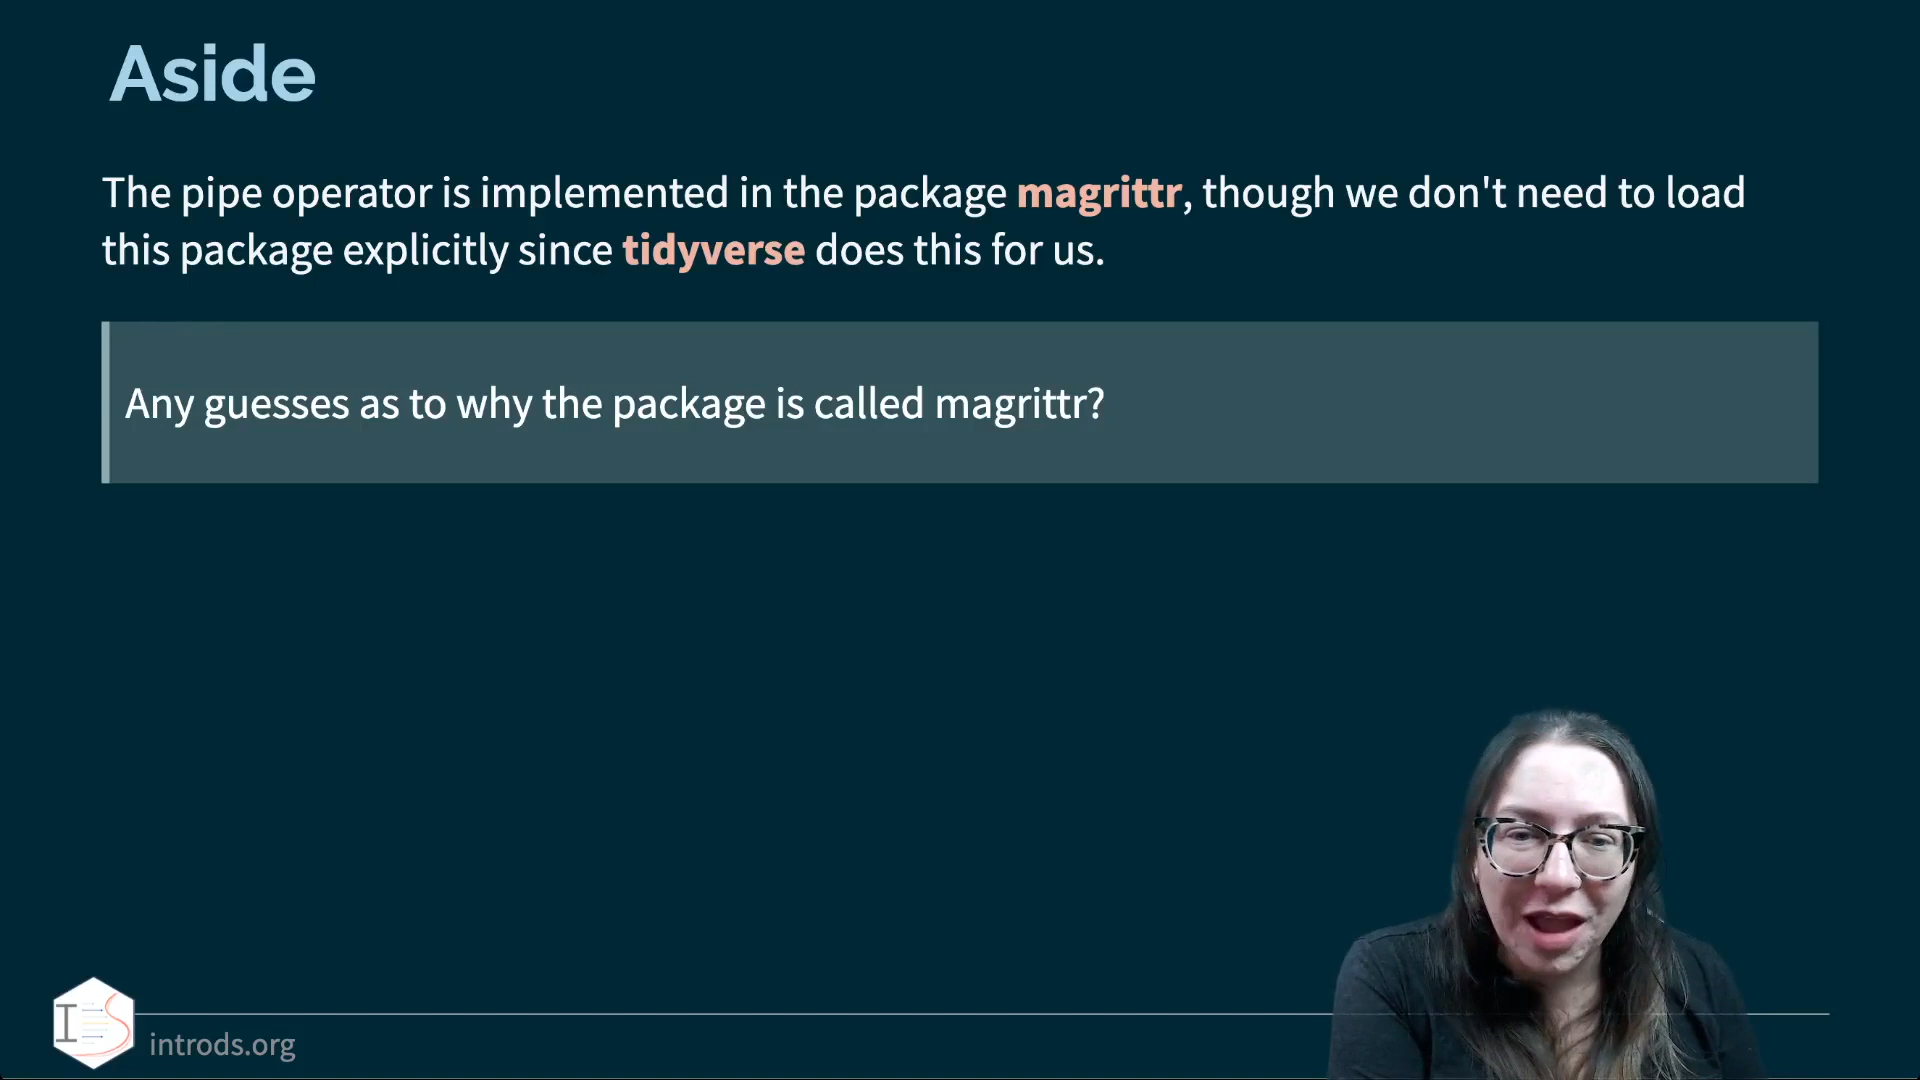 Aside
The pipe operator is implemented in the package magrittr, though we don't need to load
this package explicitly since tidyverse does this for us.
Any guesses as to why the package is called magrittr?
IS
introds.org